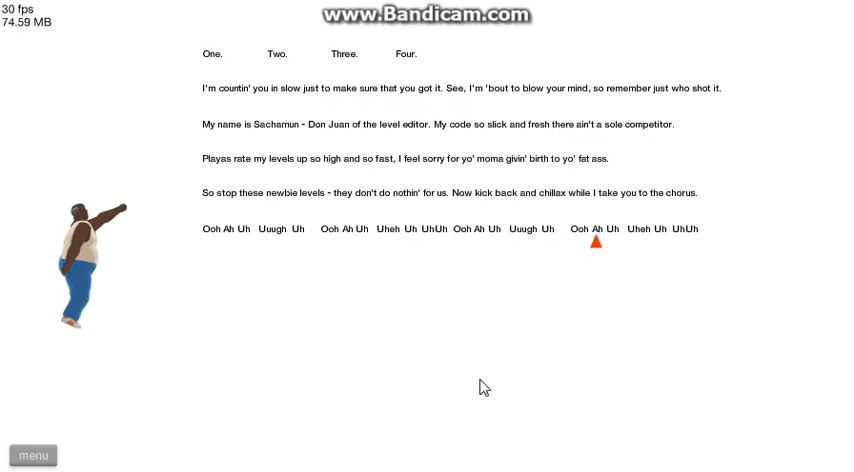 30 fps
74.59 MB
www.Bandicam.com
One. Two. Three. Four.
I'm countin' you in slow just to make sure that you got it. See, I'm 'bout to blow your mind, so remember just who shot it.
My name is Sachamun - Don Juan of the level editor. My code so slick and fresh there ain't a sole competitor.
Playas rate my levels up so high and so fast, I feel sorry for yo' moma givin' birth to yo' fat ass.
So stop these newbie levels - they don't do nothin' for us. Now kick back and chillax while I take you to the chorus.
Ooh Ah Uh Uuugh Uh Ooh Ah Uh Uheh Uh UhUh Ooh Ah Uh Uuugh Uh Ooh Ah Uh Uheh Uh UhUh
menu